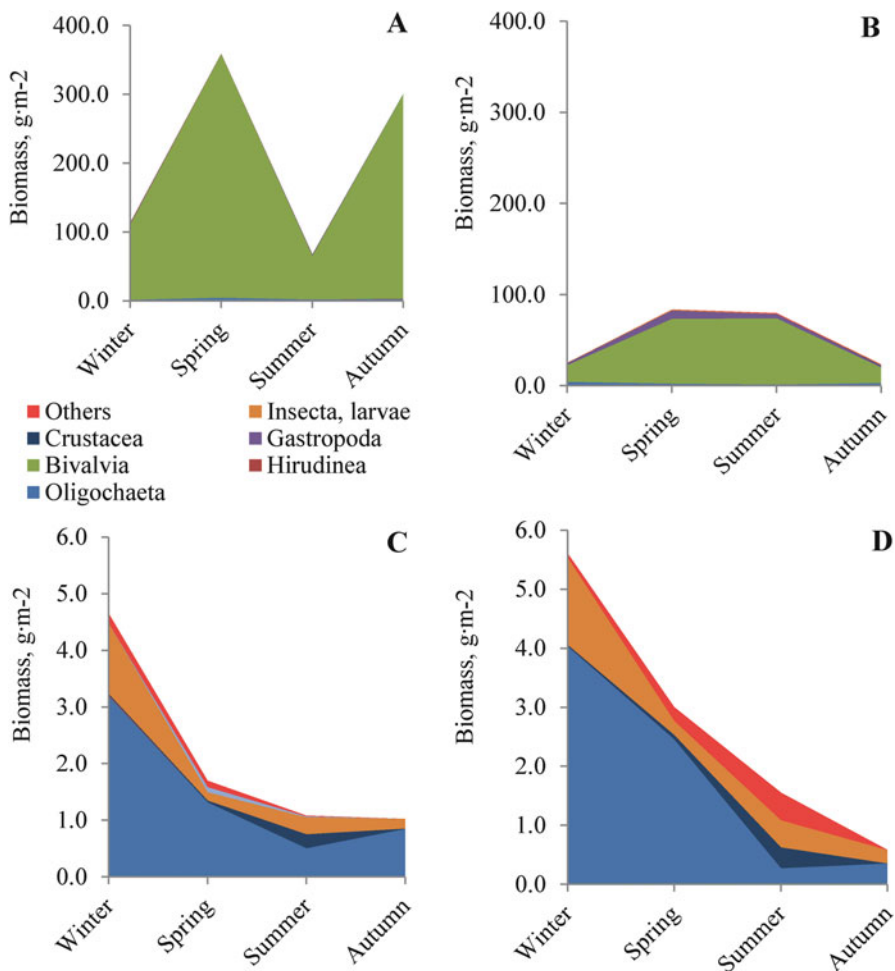 A
Biomass, g·m-2
400.0
300.0
200.0
100.0
0.0
Winter
Spring
Summer
Autumn
B
Biomass, g·m-2
400.0
300.0
200.0
100.0
0.0
Winter
Spring
Summer
Autumn
Others
Insecta, larvae
Crustacea
Gastropoda
Bivalvia
Hirudinea
Oligochaeta
C
Biomass, g·m-2
6.0
5.0
4.0
3.0
2.0
1.0
0.0
Winter
Spring
Summer
Autumn
D
Biomass, g·m-2
6.0
5.0
4.0
3.0
2.0
1.0
0.0
Winter
Spring
Summer
Autumn